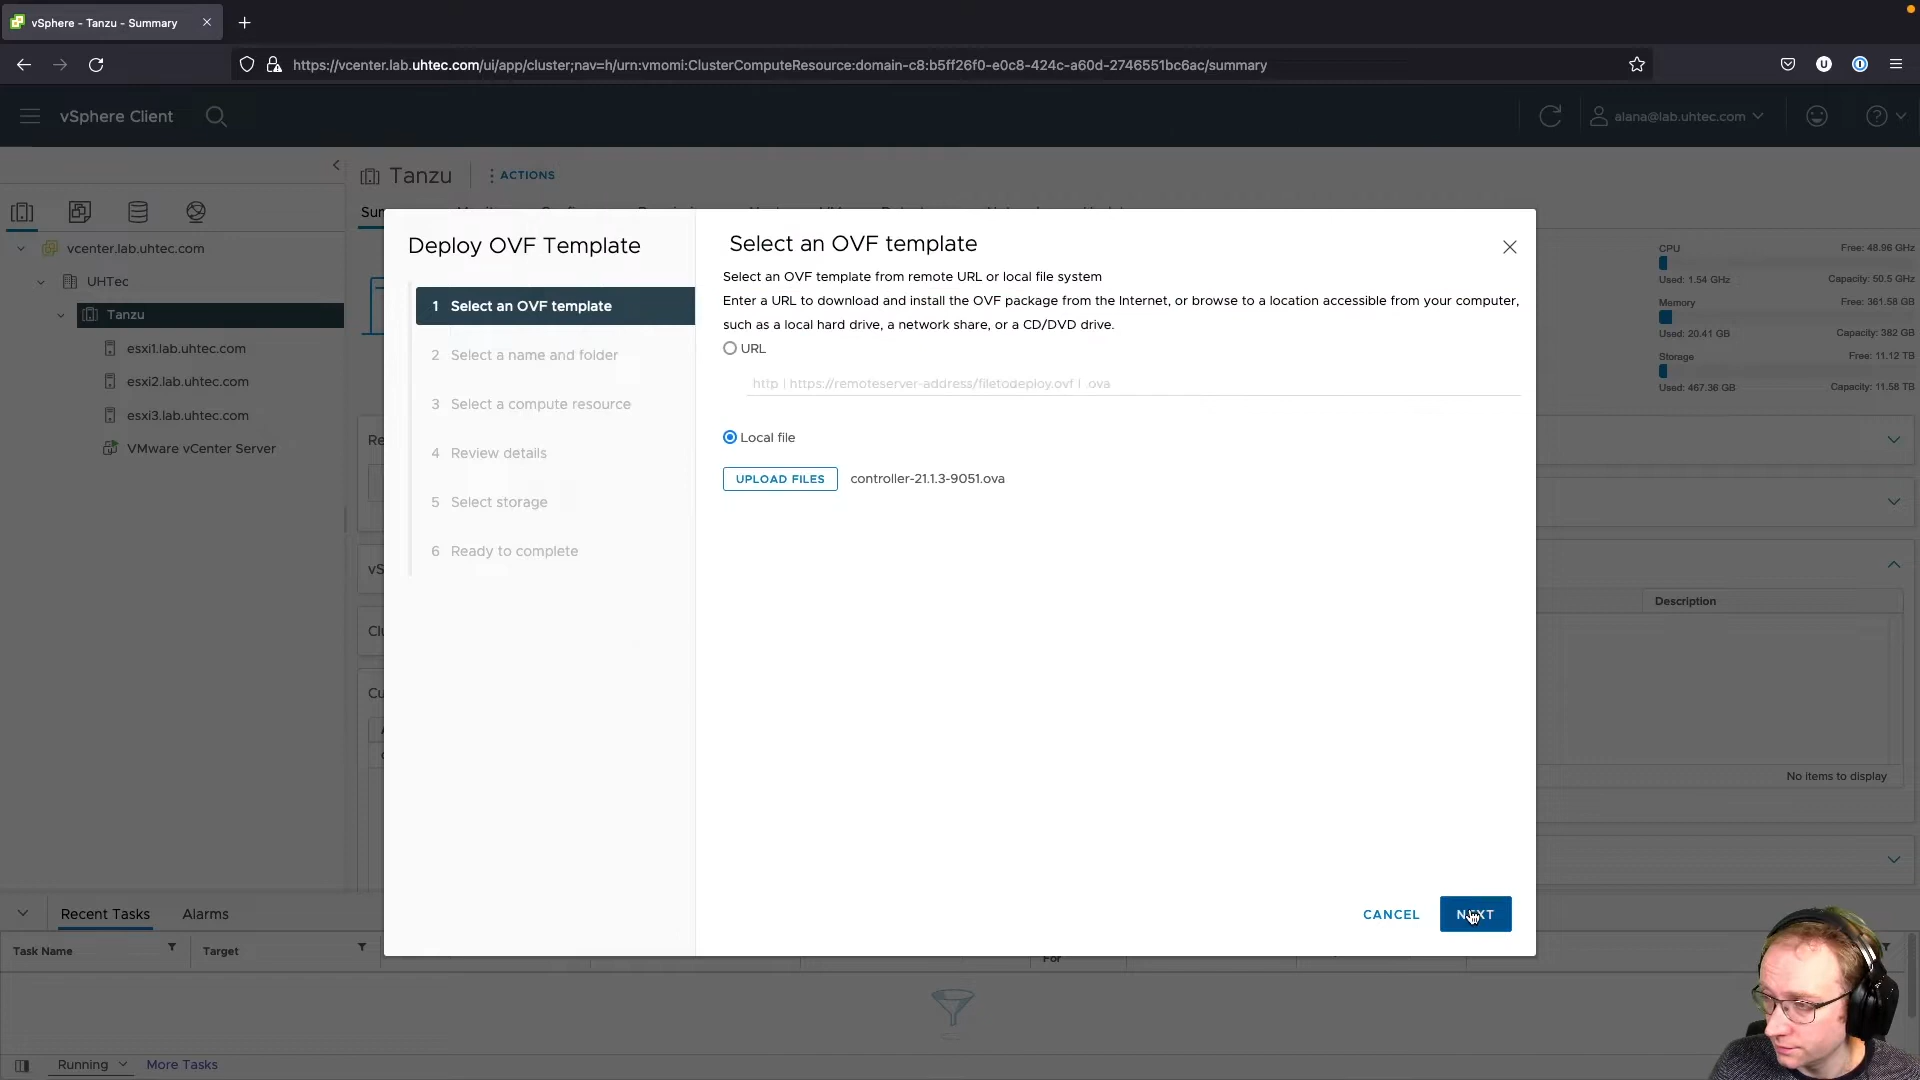 vSphere - Tanzu - Summary
https://vcenter.lab.uhtec.com/ui/app/cluster;nav=h/urn:vmomi:ClusterComputeResource:domain-c8:b5ff26f0-e0c8-424c-a60d-2746551bc6ac/summary
vSphere Client
alana@lab.uhtec.com
Tanzu
ACTIONS
vcenter.lab.uhtec.com
UHTec
Tanzu
esxi1.lab.uhtec.com
esxi2.lab.uhtec.com
esxi3.lab.uhtec.com
VMware vCenter Server
Deploy OVF Template
1 Select an OVF template
2 Select a name and folder
3 Select a compute resource
4 Review details
5 Select storage
6 Ready to complete
Select an OVF template
Select an OVF template from remote URL or local file system
Enter a URL to download and install the OVF package from the Internet, or browse to a location accessible from your computer,
such as a local hard drive, a network share, or a CD/DVD drive.
URL
http | https://remoteserver-address/filetodeploy.ovf | .ova
Local file
UPLOAD FILES controller-21.1.3-9051.ova
CANCEL
NEXT
CPU Free: 48.96 GHz
Used: 1.54 GHz Capacity: 50.5 GHz
Memory Free: 361.58 GB
Used: 20.41 GB Capacity: 382 GB
Storage Free: 11.12 TB
Used: 467.36 GB Capacity: 11.58 TB
Description
No items to display
Recent Tasks Alarms
Task Name Target For
Running More Tasks